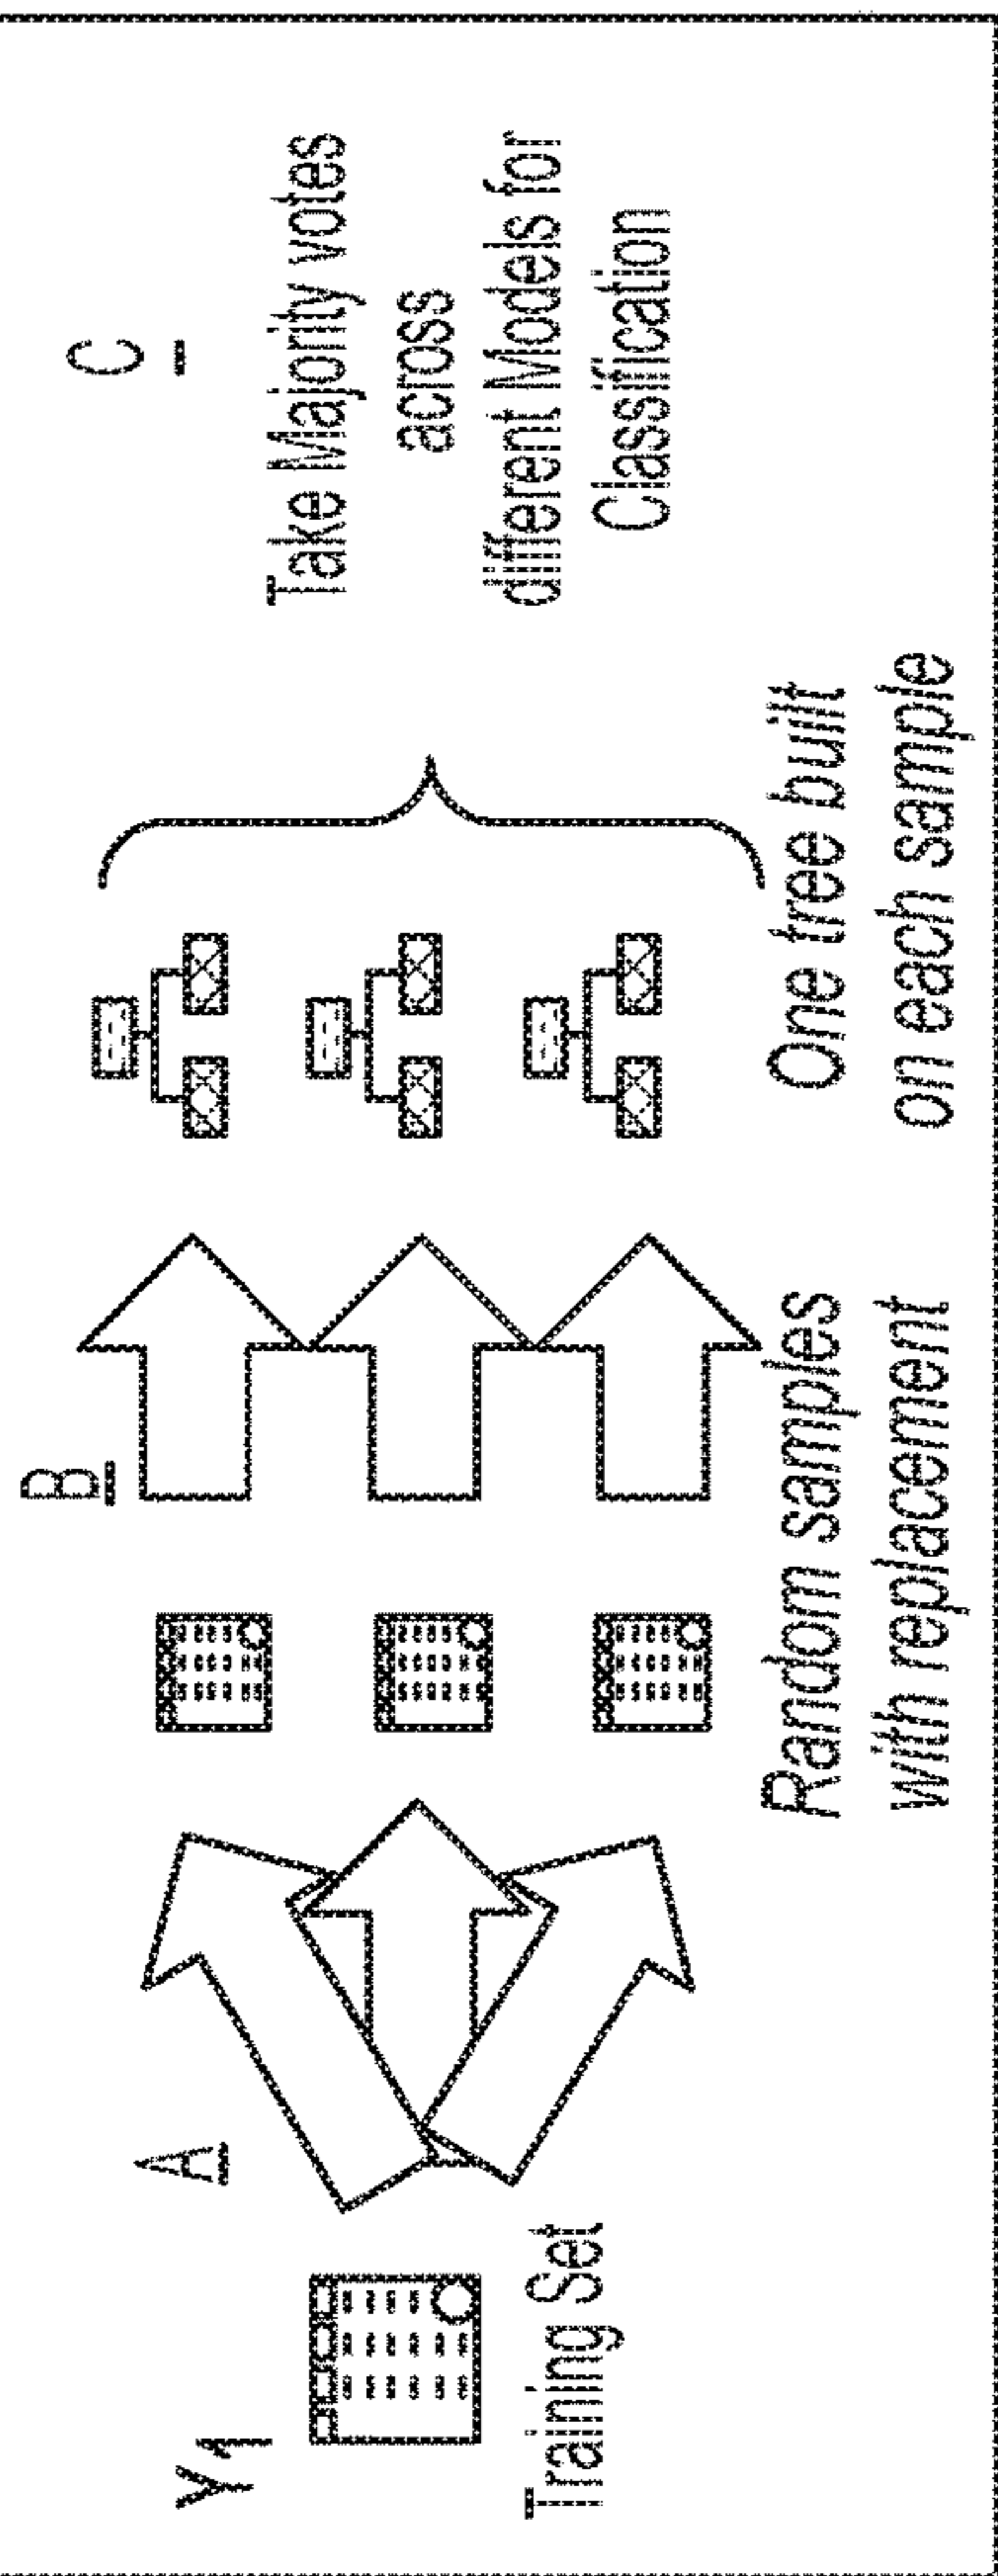 Y1
Training Set
A
Random samples
with replacement
B
One tree built
on each sample
C
Take Majority votes
across
different Models for
Classification